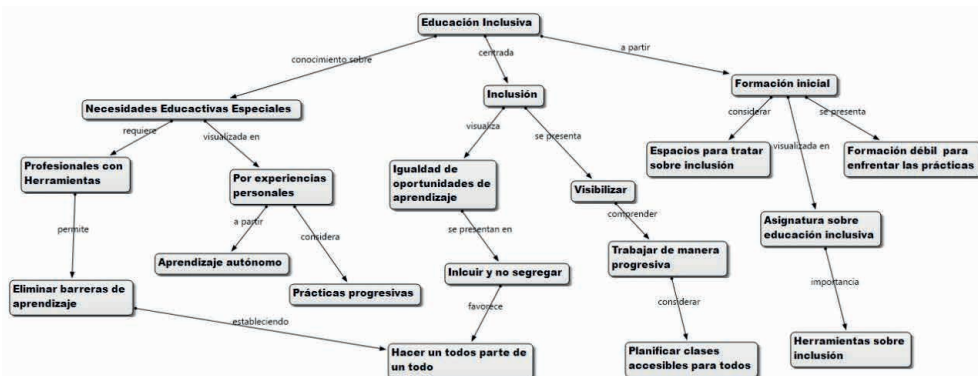 Educación Inclusiva
conocimiento sobre
centrada
a partir
Necesidades Educactivas Especiales
Inclusión
Formación inicial
requiere
visualizada en
visualiza
se presenta
considerar
visualizada en
se presenta
Profesionales con
Herramientas
Por experiencias
personales
Igualdad de
oportunidades de
aprendizaje
Visibilizar
Espacios para tratar
sobre inclusión
Formación débil para
enfrentar las prácticas
permite
a partir
considera
se presentan en
comprender
Asignatura sobre
educación inclusiva
Aprendizaje autónomo
Prácticas progresivas
Inlcuir y no segregar
Trabajar de manera
progresiva
importancia
Eliminar barreras de
aprendizaje
estableciendo
favorece
considerar
Hacer un todos parte de
un todo
Planificar clases
accesibles para todos
Herramientas sobre
inclusión